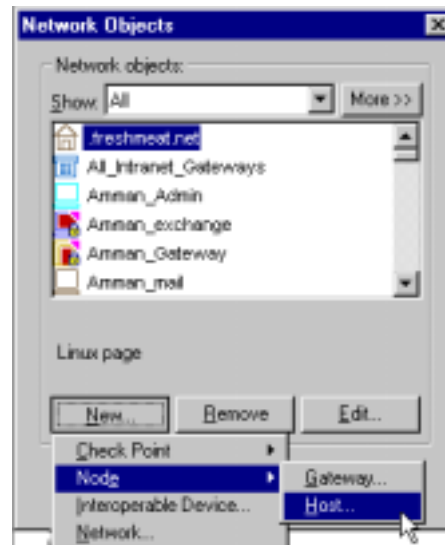 Network Objects
Network objects:
Show: All More >>
.freshmeat.net
All_Intranet_Gateways
Amman_Admin
Amman_exchange
Amman_Gateway
Amman_mail
Linux page
New... Remove Edit...
Check Point
Node
Gateway...
Interoperable Device...
Host...
Network...